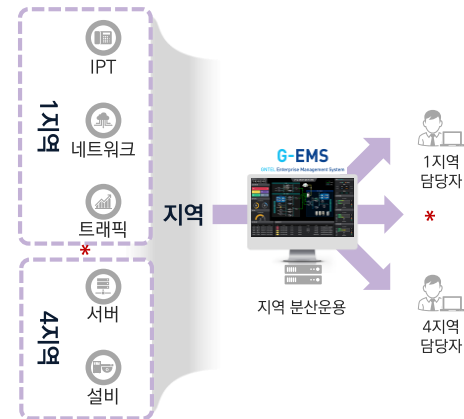 IPT
1지역
네트워크
트래픽
*
서버
4지역
설비
지역
G-EMS
GINTEL Enterprise Management System
지역 분산운용
1지역
담당자
*
4지역
담당자